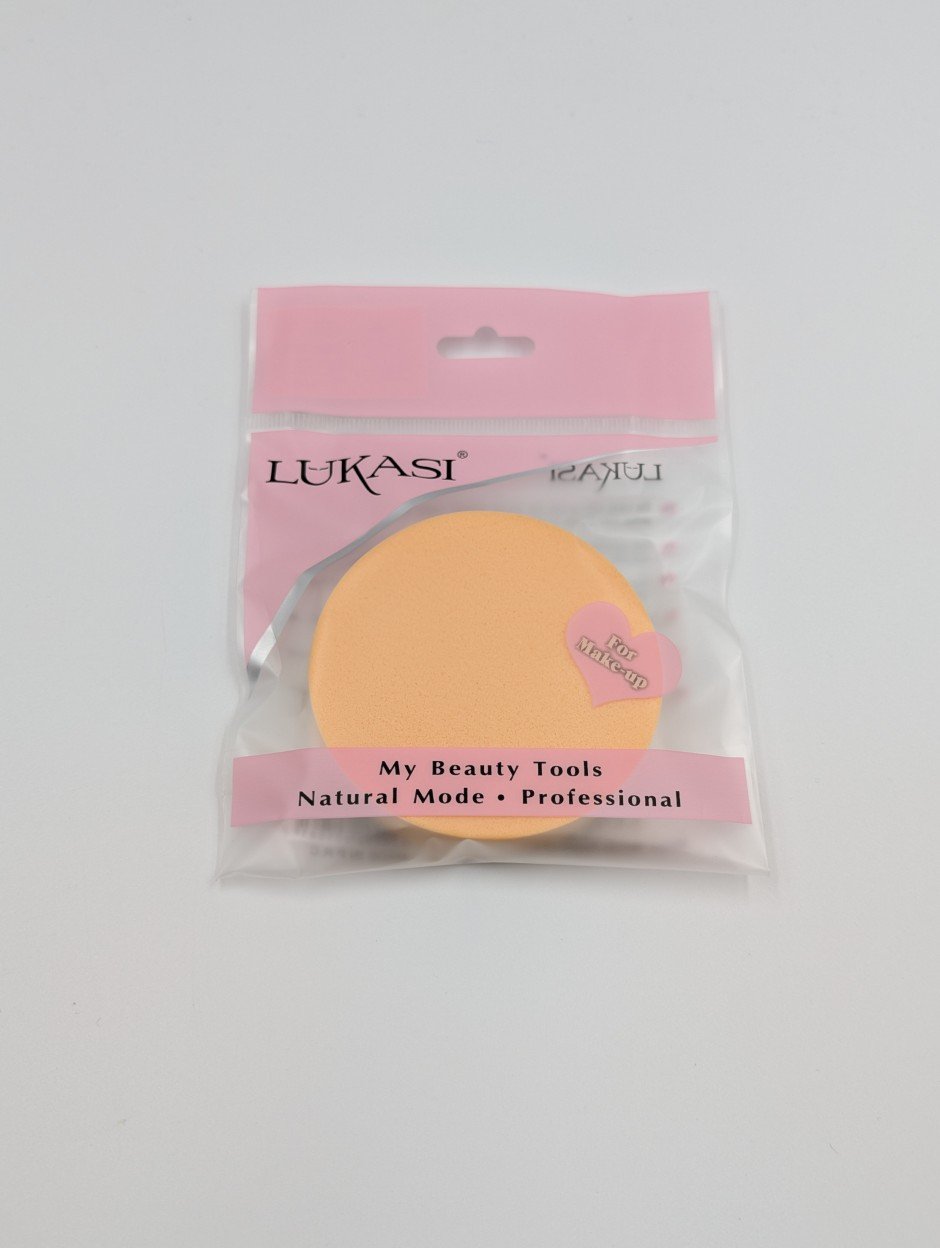 LUKASI®
LUKASI
For
Make-up
My Beauty Tools
Natural Mode • Professional